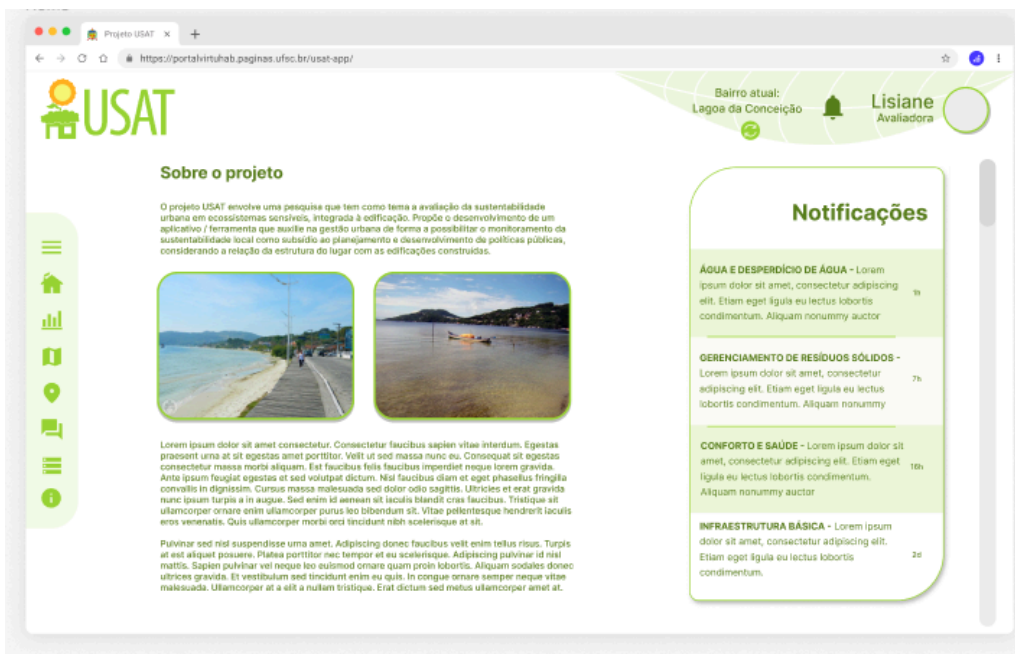 Projeto USAT
https://portalvirtuhab.paginas.ufsc.br/usat-app/
USAT
Bairro atual:
Lagoa da Conceição
Lisiane
Avaliadora
Sobre o projeto
O projeto USAT envolve uma pesquisa que tem como tema a avaliação da sustentabilidade
urbana em ecossistemas sensíveis, integrada à edificação. Propõe o desenvolvimento de um
aplicativo / ferramenta que auxilie na gestão urbana de forma a possibilitar o monitoramento da
sustentabilidade local como subsídio ao planejamento e desenvolvimento de políticas públicas,
considerando a relação da estrutura do lugar com as edificações construídas.
Lorem ipsum dolor sit amet consectetur. Consectetur faucibus sapien vitae interdum. Egestas
praesent urna at sit egestas amet porttitor. Velit ut sed massa nunc eu. Consequat sit egestas
consectetur massa morbi aliquam. Est faucibus felis faucibus imperdiet neque lorem gravida.
Ante ipsum feugiat egestas et sed volutpat dictum. Nisl faucibus diam et eget phasellus fringilla
convallis in dignissim. Cursus massa malesuada sed dolor odio sagittis. Ultricies et erat gravida
nunc ipsum turpis a in augue. Sed enim id aenean sit iaculis blandit cras faucibus. Tristique sit
ullamcorper ornare enim ullamcorper purus leo bibendum sit. Vitae pellentesque hendrerit iaculis
eros venenatis. Quis ullamcorper morbi orci tincidunt nibh scelerisque at sit.
Pulvinar sed nisl suspendisse urna amet. Adipiscing donec faucibus velit enim tellus risus. Turpis
at est aliquet posuere. Platea porttitor nec tempor et eu scelerisque. Adipiscing pulvinar id nisl
mattis. Sapien pulvinar vel neque leo euismod ornare quam proin lobortis. Aliquam sodales donec
ultrices gravida. Et vestibulum sed tincidunt enim eu quis. In congue ornare semper neque vitae
malesuada. Ullamcorper at a elit a nullam tristique. Erat dictum sed metus ullamcorper amet at.
Notificações
ÁGUA E DESPERDÍCIO DE ÁGUA - Lorem
ipsum dolor sit amet, consectetur adipiscing
elit. Etiam eget ligula eu lectus lobortis
condimentum. Aliquam nonummy auctor
1h
GERENCIAMENTO DE RESÍDUOS SÓLIDOS -
Lorem ipsum dolor sit amet, consectetur
adipiscing elit. Etiam eget ligula eu lectus
lobortis condimentum. Aliquam nonummy
7h
CONFORTO E SAÚDE - Lorem ipsum dolor sit
amet, consectetur adipiscing elit. Etiam eget
ligula eu lectus lobortis condimentum.
Aliquam nonummy auctor
16h
INFRAESTRUTURA BÁSICA - Lorem ipsum
dolor sit amet, consectetur adipiscing elit.
Etiam eget ligula eu lectus lobortis
condimentum.
2d